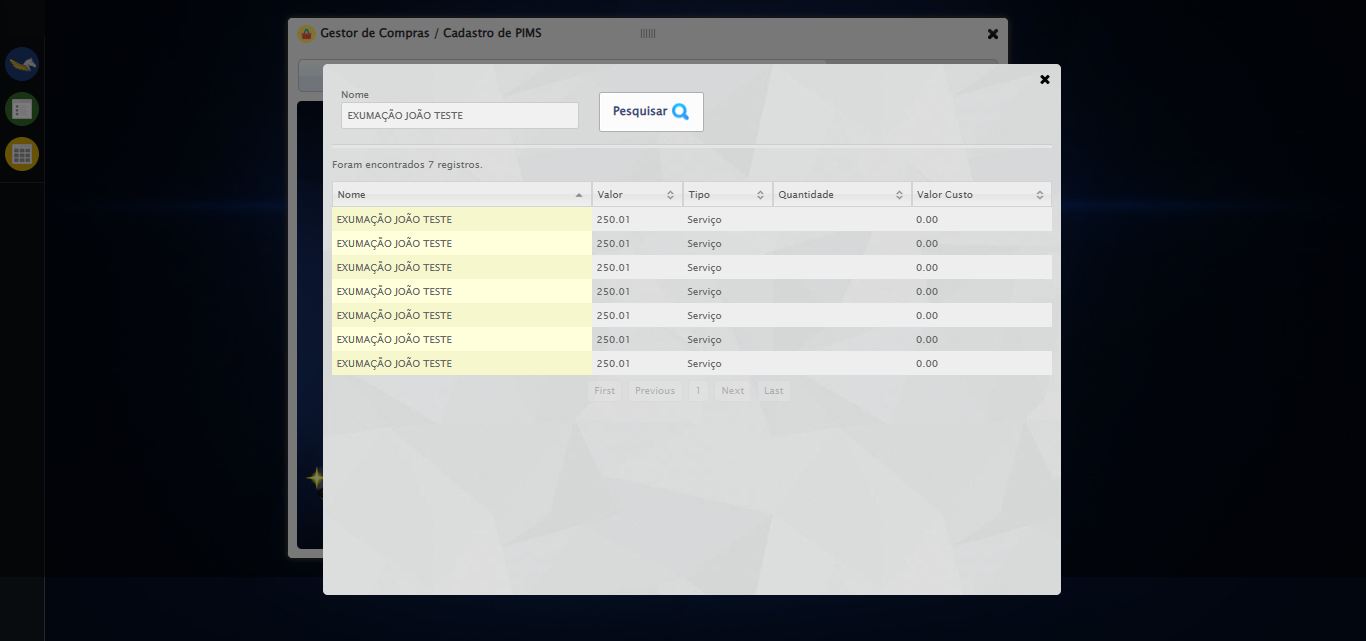 Gestor de Compras / Cadastro de PIMS
Nome
EXUMAÇÃO JOÃO TESTE
Pesquisar
Foram encontrados 7 registros.
Nome Valor Tipo Quantidade Valor Custo
EXUMAÇÃO JOÃO TESTE 250.01 Serviço 0.00
EXUMAÇÃO JOÃO TESTE 250.01 Serviço 0.00
EXUMAÇÃO JOÃO TESTE 250.01 Serviço 0.00
EXUMAÇÃO JOÃO TESTE 250.01 Serviço 0.00
EXUMAÇÃO JOÃO TESTE 250.01 Serviço 0.00
EXUMAÇÃO JOÃO TESTE 250.01 Serviço 0.00
EXUMAÇÃO JOÃO TESTE 250.01 Serviço 0.00
First Previous 1 Next Last